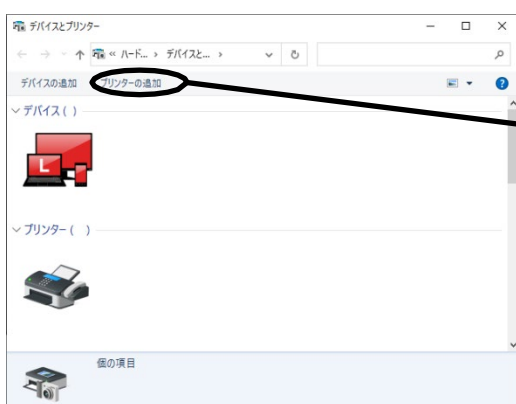 デバイスとプリンター
« ハード... › デバイスと... ›
デバイスの追加 プリンターの追加
デバイス ( )
L
プリンター ( )
個の項目